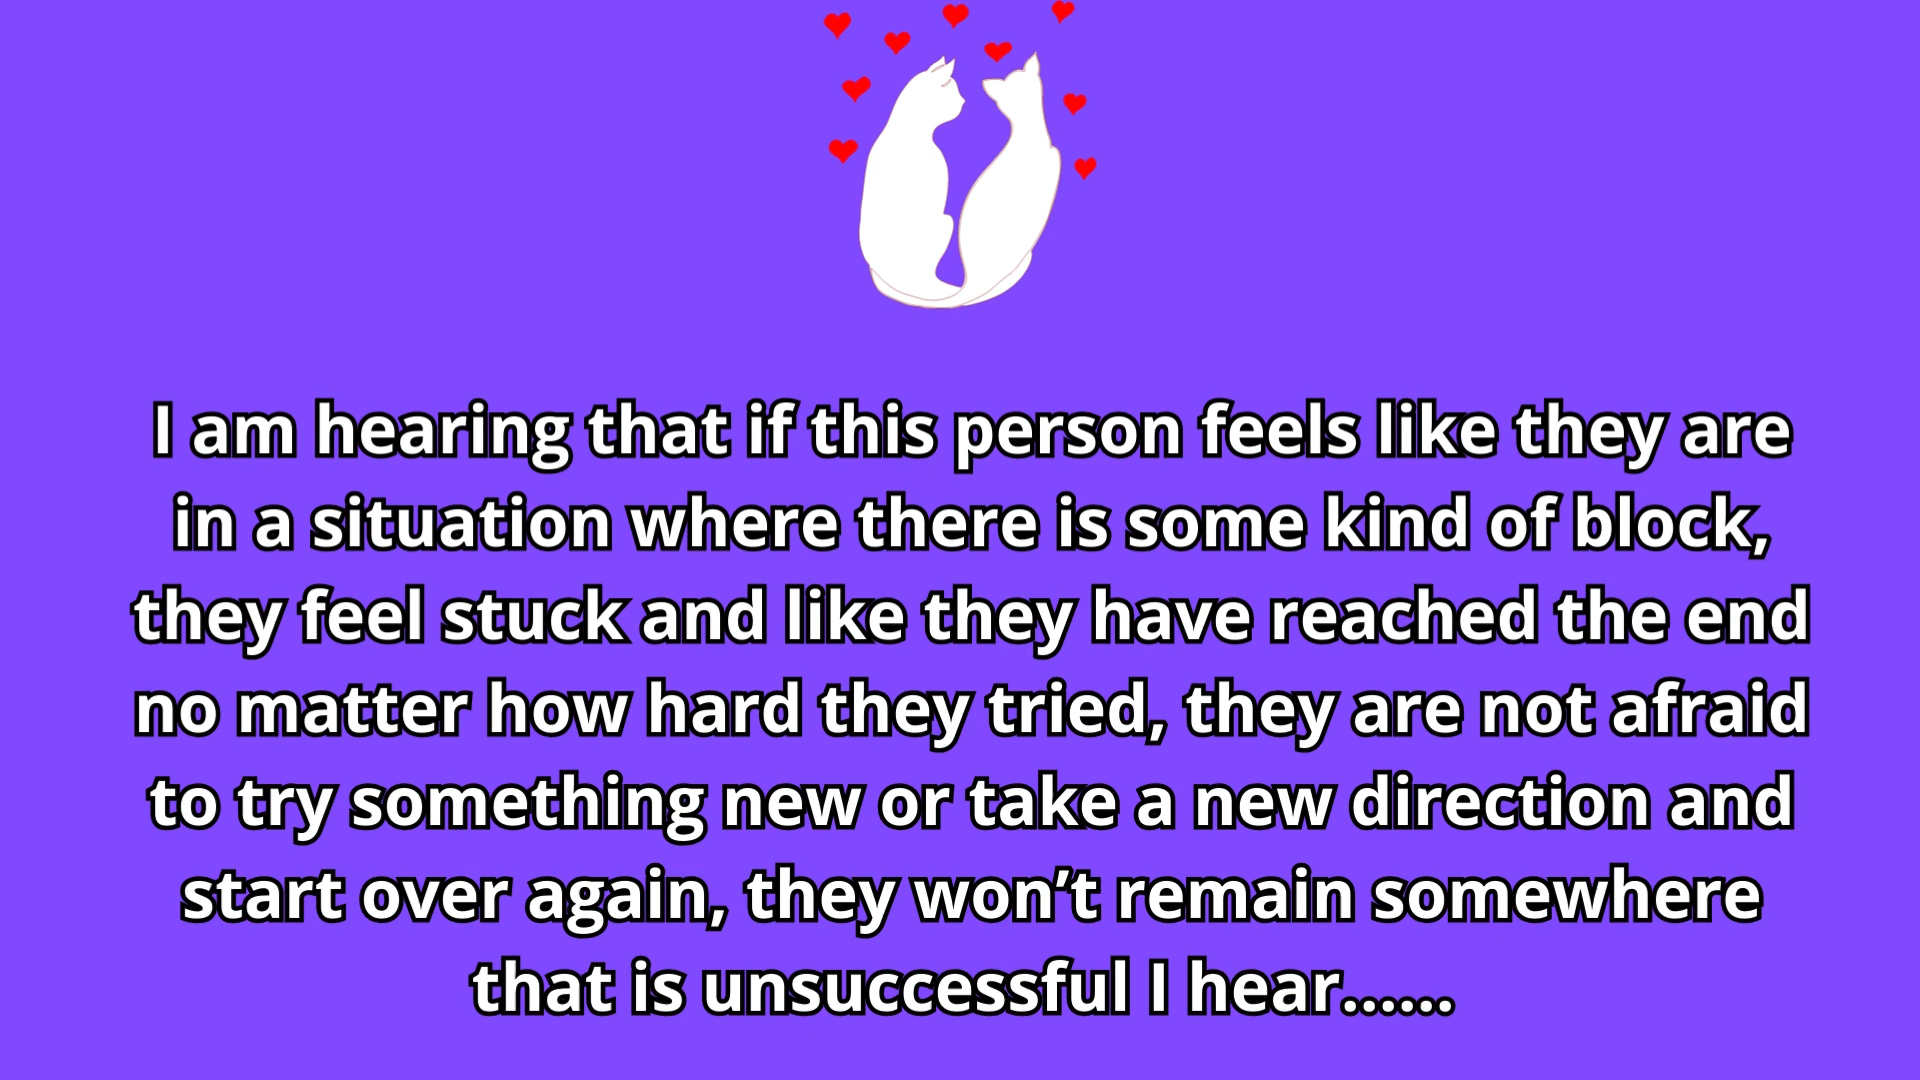 I am hearing that if this person feels like they are
in a situation where there is some kind of block,
they feel stuck and like they have reached the end
no matter how hard they tried, they are not afraid
to try something new or take a new direction and
start over again, they won’t remain somewhere
that is unsuccessful I hear......